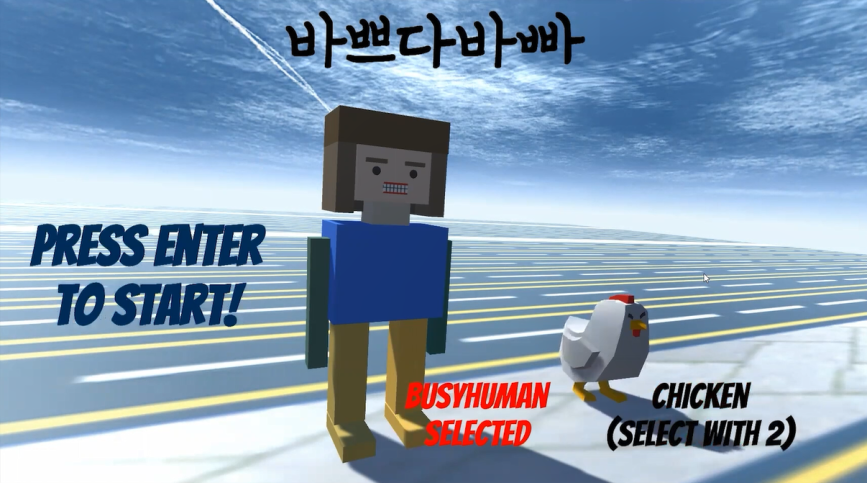 바쁘다바빠
PRESS ENTER
TO START!
BUSYHUMAN
SELECTED
CHICKEN
(SELECT WITH 2)